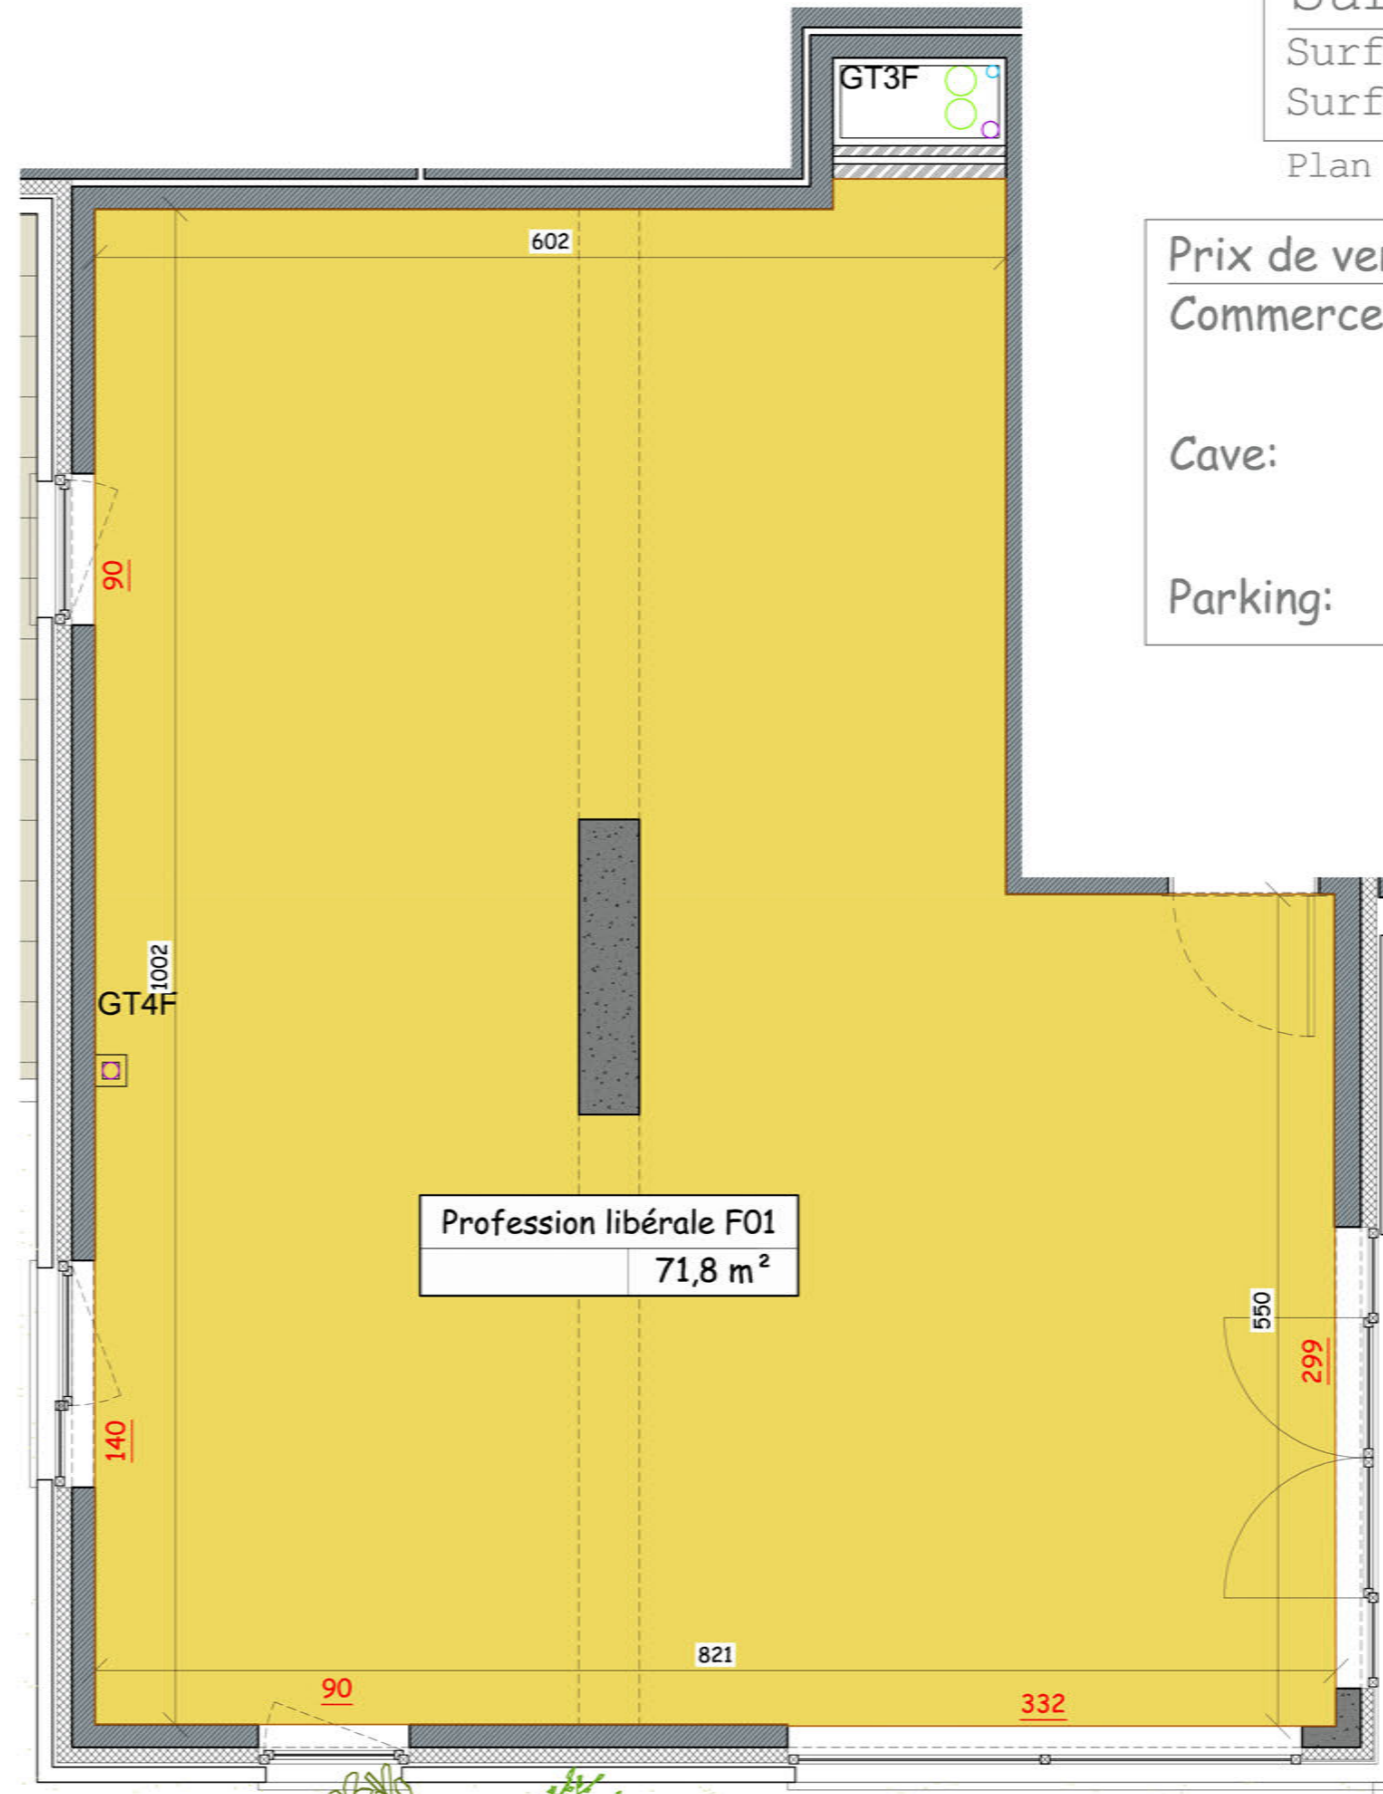 Surf
Surf
Plan
GT3F
602
Prix de ver
Commerce
Cave:
Parking:
90
1002
GT4F
Profession libérale F01
71,8 m²
550
299
140
821
90
332